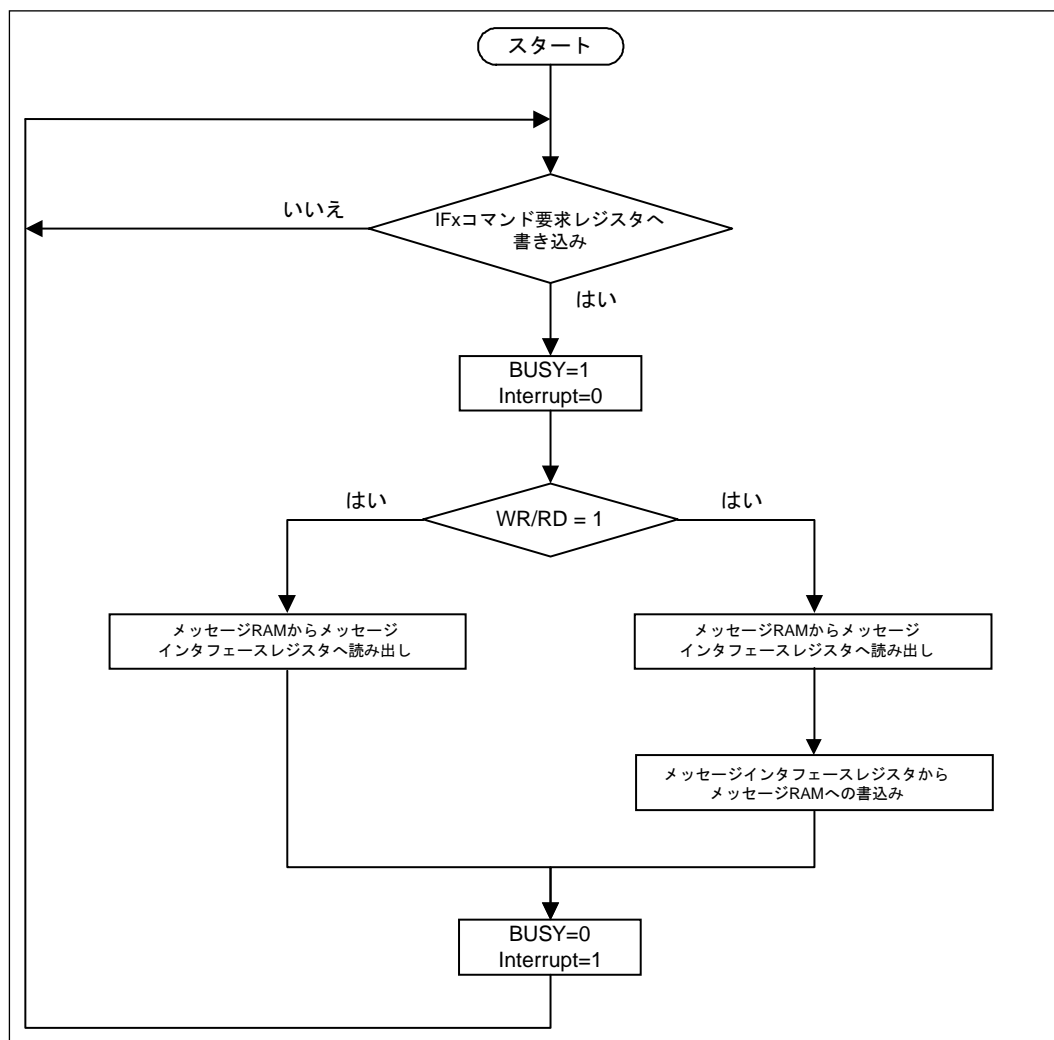 スタート
いいえ
IFxコマンド要求レジスタへ
書き込み
はい
BUSY=1
Interrupt=0
はい
WR/RD = 1
はい
メッセージRAMからメッセージ
インタフェースレジスタへ読み出し
メッセージRAMからメッセージ
インタフェースレジスタへ読み出し
メッセージインタフェースレジスタから
メッセージRAMへの書込み
BUSY=0
Interrupt=1